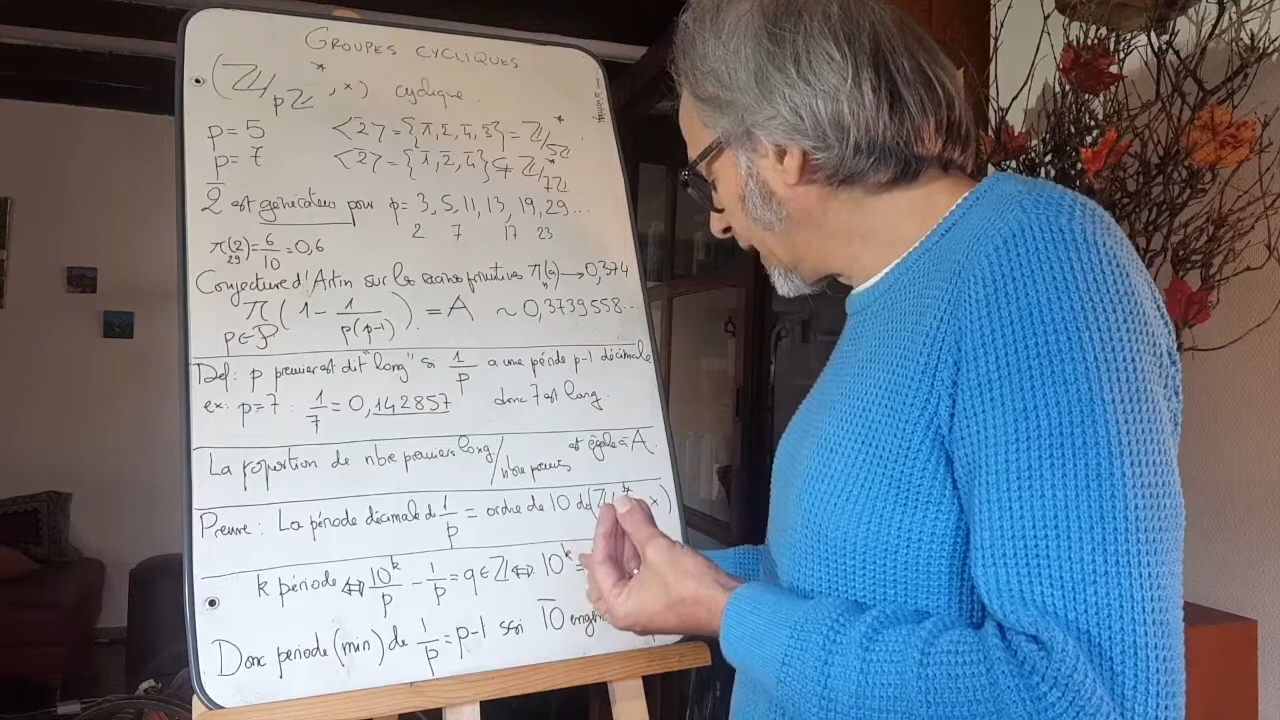 GROUPES CYCLIQUES
(Z/pZ*, ×) cyclique.
p=5 <2̄> = {1̄, 2̄, 4̄, 3̄} = Z/5Z*
p=7 <2̄> = {1̄, 2̄, 4̄} ⊊ Z/7Z*
2̄ est générateur pour p= 3, 5, 11, 13, 19, 29...
2 7 17 23
π(2)=6/10=0,6
29
Conjecture d'Artin sur les racines primitives π(a) → 0,374
n
Π (1 - 1/p(p-1)) = A ~ 0,3739558...
p∈P
Def: p premier est dit "long" si 1/p a une période p-1 décimale
ex: p=7 : 1/7 = 0,142857 donc 7 est long.
La proportion de nbre premiers long/nbre premiers est égale à A.
Preuve: La période décimale de 1/p = ordre de 10 de (Z/ * ×)
k période ⇔ 10^k/p - 1/p = q ∈ Z ⇔ 10^k =
Donc période (min) de 1/p = p-1 ssi 10̄